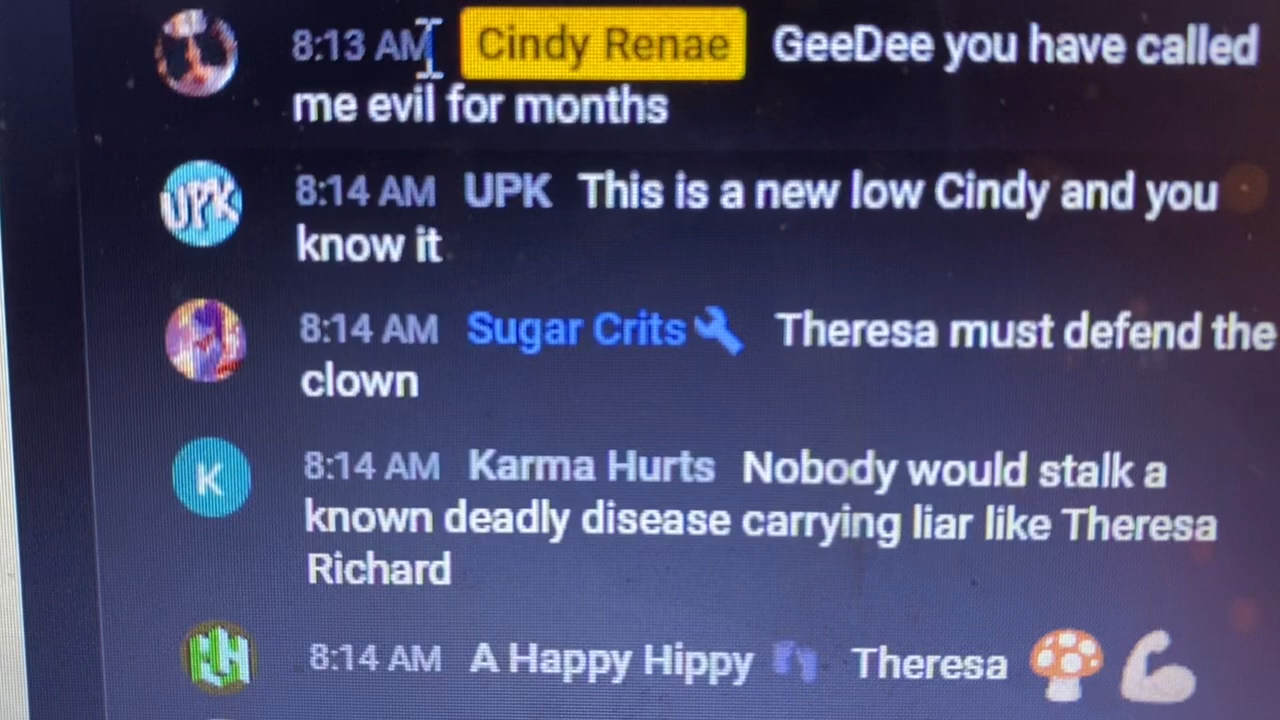 8:13 AM Cindy Renae GeeDee you have called
me evil for months
UPK 8:14 AM UPK This is a new low Cindy and you
know it
8:14 AM Sugar Crits Theresa must defend the
clown
K 8:14 AM Karma Hurts Nobody would stalk a
known deadly disease carrying liar like Theresa
Richard
8:14 AM A Happy Hippy Theresa